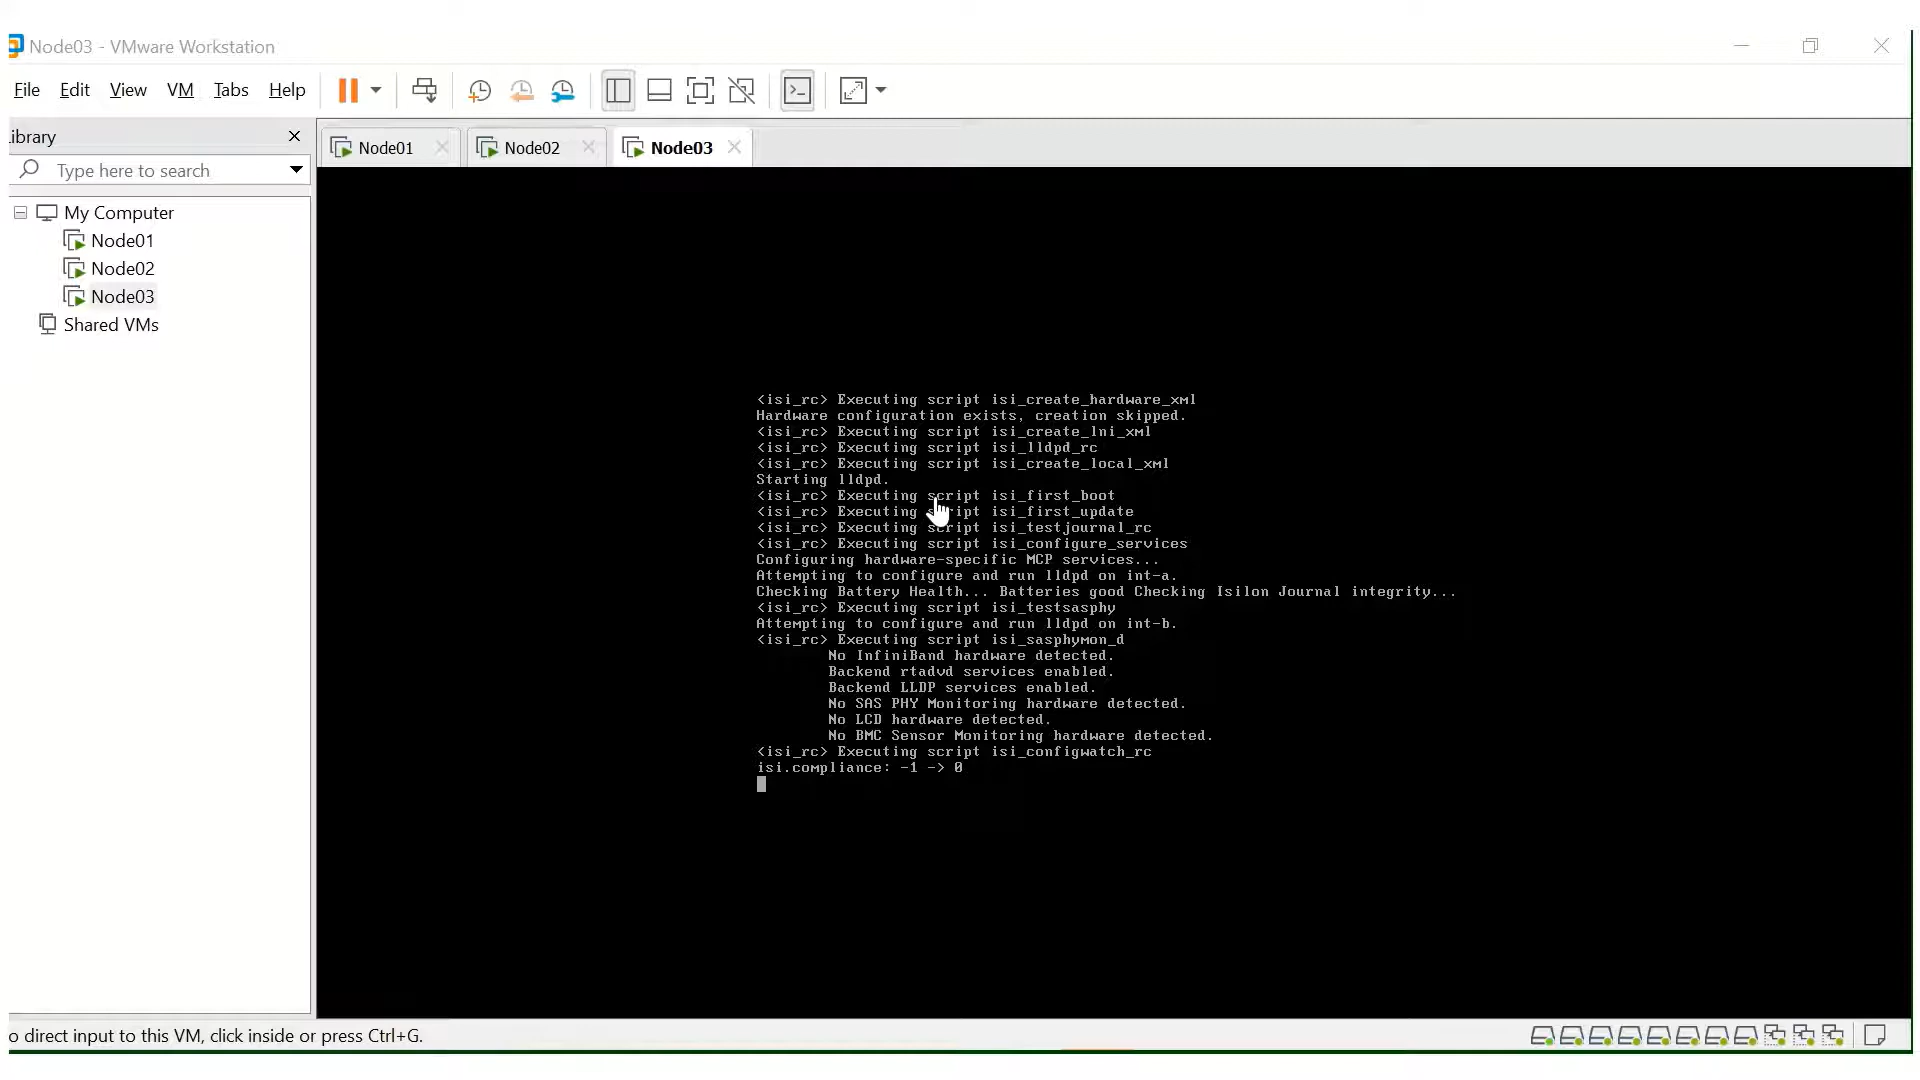 Node03 - VMware Workstation
File Edit View VM Tabs Help
ibrary
Node01 Node02 Node03
Type here to search
My Computer
Node01
Node02
Node03
Shared VMs
<isi_rc> Executing script isi_create_hardware_xml
Hardware configuration exists, creation skipped.
<isi_rc> Executing script isi_create_lni_xml
<isi_rc> Executing script isi_lldpd_rc
<isi_rc> Executing script isi_create_local_xml
Starting lldpd.
<isi_rc> Executing script isi_first_boot
<isi_rc> Executing script isi_first_update
<isi_rc> Executing script isi_testjournal_rc
<isi_rc> Executing script isi_configure_services
Configuring hardware-specific MCP services...
Attempting to configure and run lldpd on int-a.
Checking Battery Health... Batteries good Checking Isilon Journal integrity...
<isi_rc> Executing script isi_testsasphy
Attempting to configure and run lldpd on int-b.
<isi_rc> Executing script isi_sasphymon_d
No InfiniBand hardware detected.
Backend rtadvd services enabled.
Backend LLDP services enabled.
No SAS PHY Monitoring hardware detected.
No LCD hardware detected.
No BMC Sensor Monitoring hardware detected.
<isi_rc> Executing script isi_configwatch_rc
isi.compliance: -1 -> 0
o direct input to this VM, click inside or press Ctrl+G.